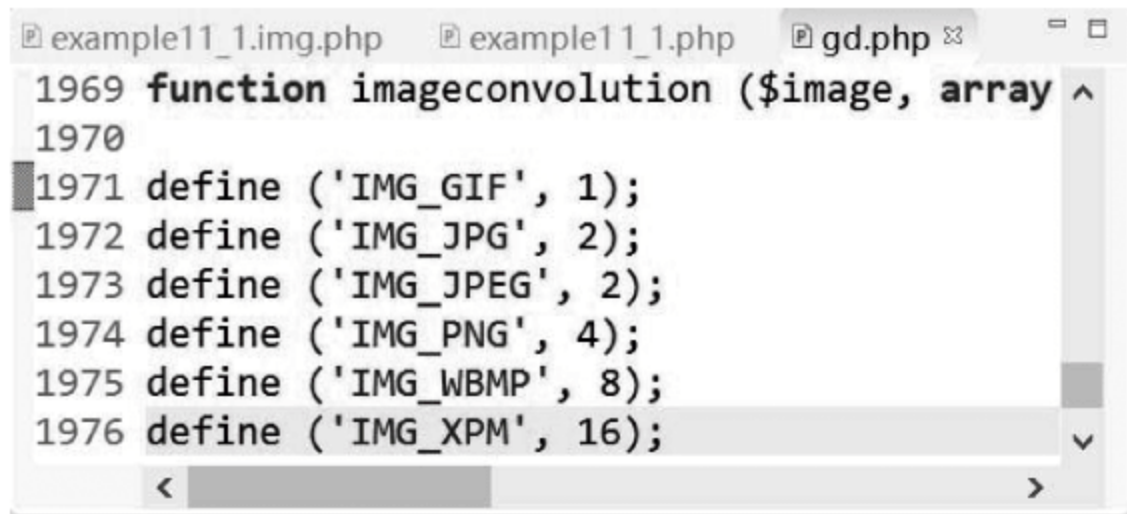 example11_1.img.php example11_1.php gd.php
1969 function imageconvolution ($image, array
1970
1971 define ('IMG_GIF', 1);
1972 define ('IMG_JPG', 2);
1973 define ('IMG_JPEG', 2);
1974 define ('IMG_PNG', 4);
1975 define ('IMG_WBMP', 8);
1976 define ('IMG_XPM', 16);